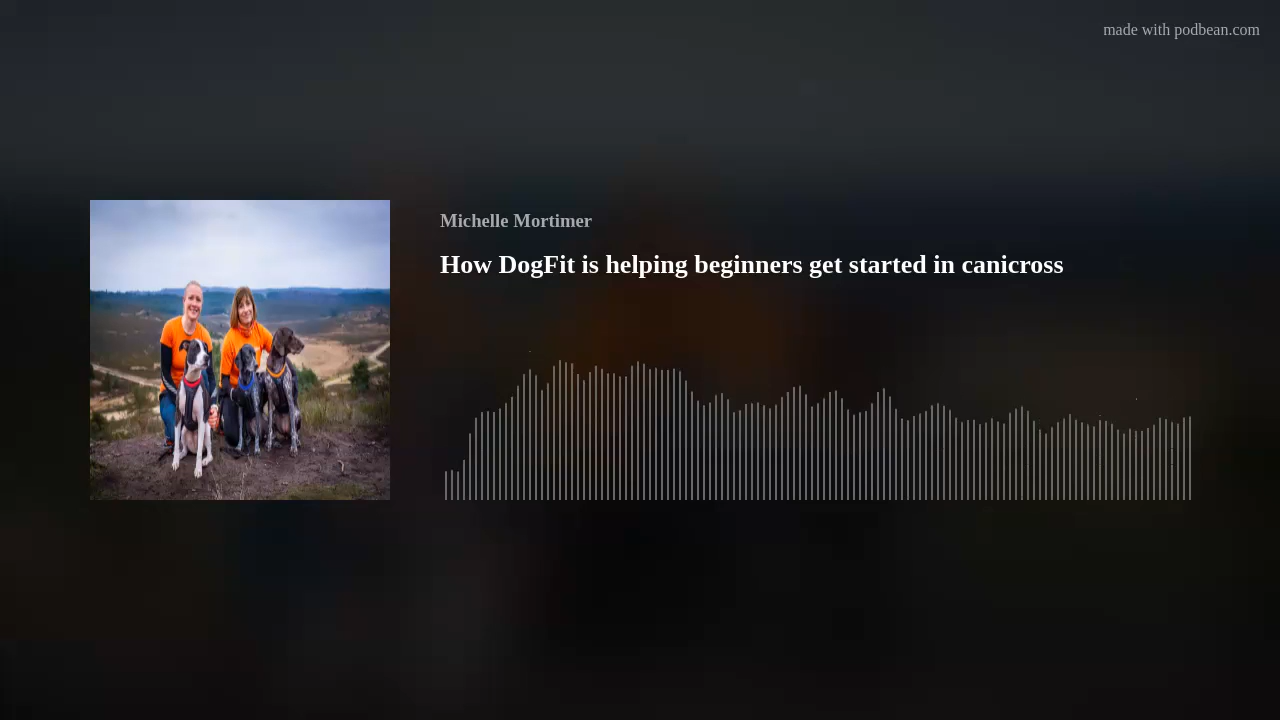 made with podbean.com
Michelle Mortimer
How DogFit is helping beginners get started in canicross